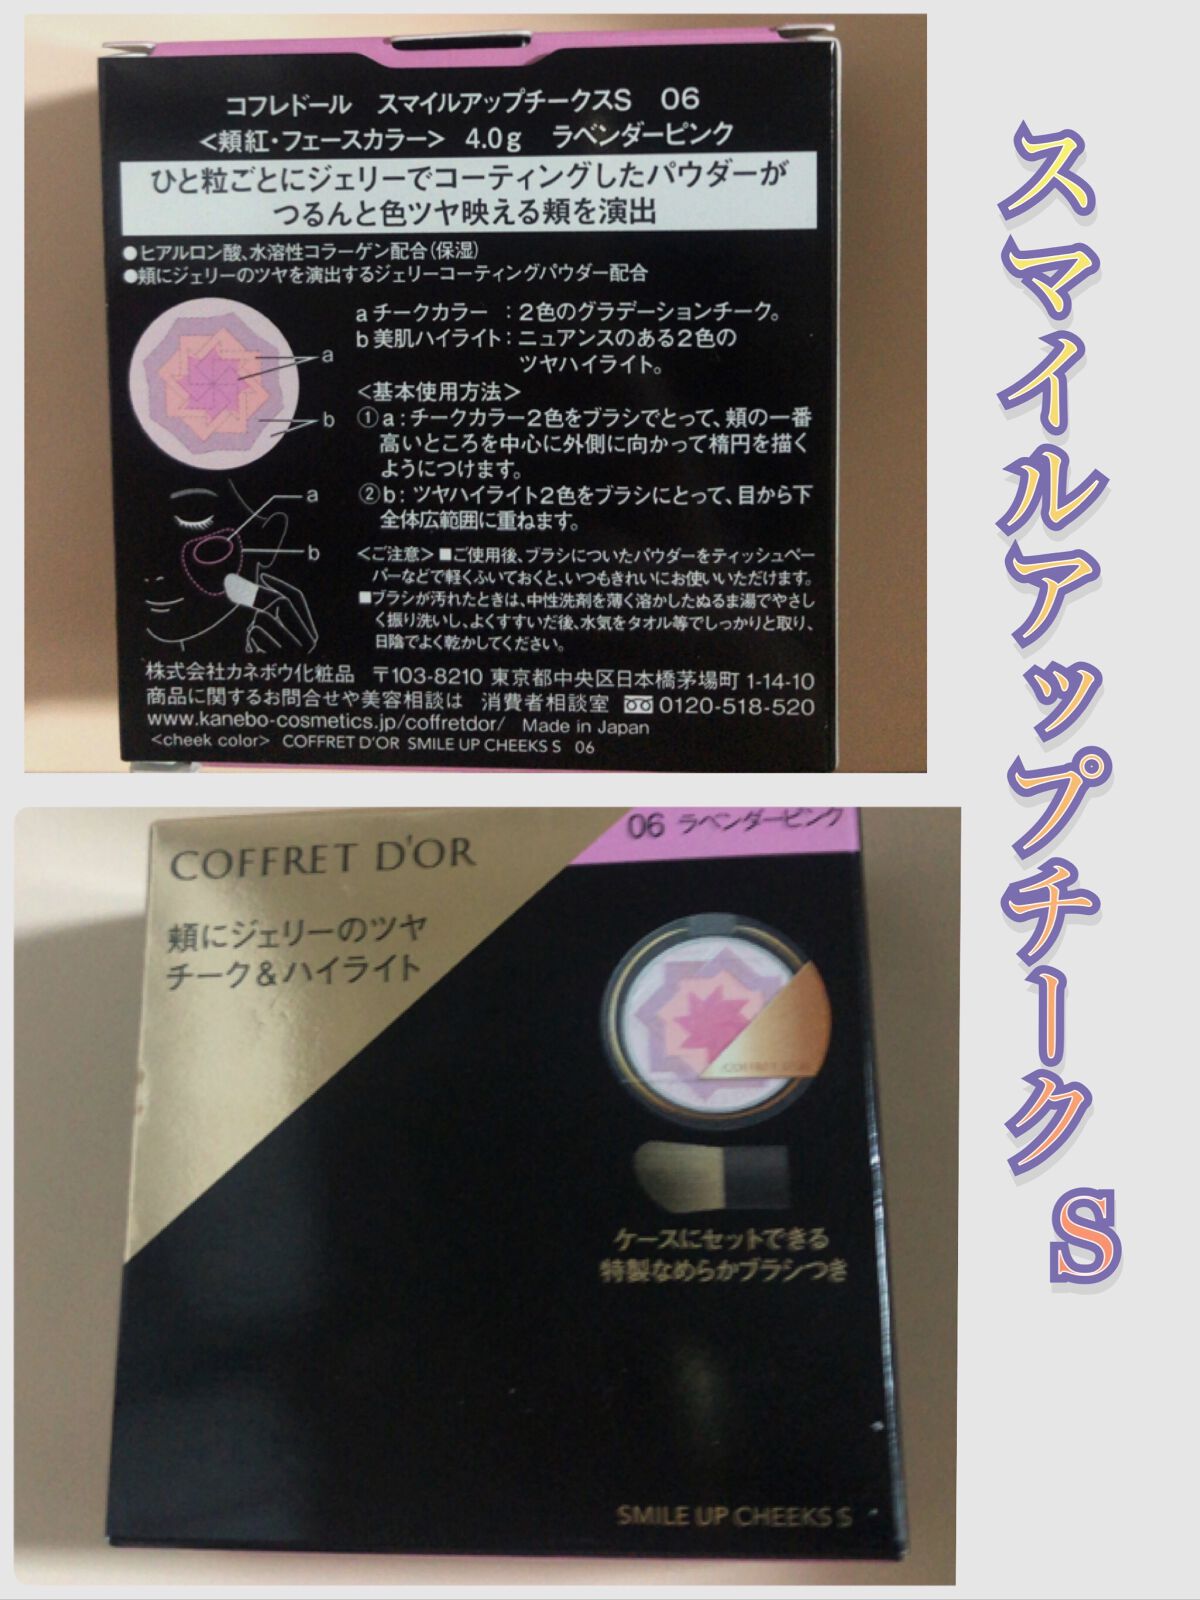 コフレドール スマイルアップチークスS 06
<頬紅・フェースカラー> 4.0g ラベンダーピンク
ひと粒ごとにジェリーでコーティングしたパウダーが
つるんと色ツヤ映える頬を演出
●ヒアルロン酸、水溶性コラーゲン配合(保湿)
●頬にジェリーのツヤを演出するジェリーコーティングパウダー配合
a
b
a チークカラー :2色のグラデーションチーク。
b 美肌ハイライト:ニュアンスのある2色の
ツヤハイライト。
<基本使用方法>
①a:チークカラー2色をブラシでとって、頬の一番
高いところを中心に外側に向かって楕円を描く
ようにつけます。
②b:ツヤハイライト2色をブラシにとって、目から下
全体広範囲に重ねます。
a
b
<ご注意>■ご使用後、ブラシについたパウダーをティッシュペー
パーなどで軽くふいておくと、いつもきれいにお使いいただけます。
■ブラシが汚れたときは、中性洗剤を薄く溶かしたぬるま湯でやさし
く振り洗いし、よくすすいだ後、水気をタオル等でしっかりと取り、
日陰でよく乾かしてください。
株式会社カネボウ化粧品 〒103-8210 東京都中央区日本橋茅場町1-14-10
商品に関するお問合せや美容相談は 消費者相談室 0120-518-520
www.kanebo-cosmetics.jp/coffretdor/ Made in Japan
<cheek color> COFFRET D'OR SMILE UP CHEEKS S 06
スマイルアップチーク S
06 ラベンダーピンク
COFFRET D'OR
頬にジェリーのツヤ
チーク&ハイライト
COFFRET D'OR
ケースにセットできる
特製なめらかブラシつき
SMILE UP CHEEKS S